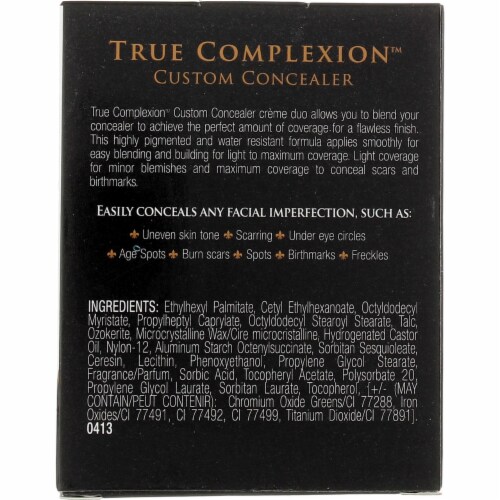 TRUE COMPLEXION™
CUSTOM CONCEALER
True Complexion® Custom Concealer crème duo allows you to blend your
concealer to achieve the perfect amount of coverage for a flawless finish.
This highly pigmented and water resistant formula applies smoothly for
easy blending and building for light to maximum coverage. Light coverage
for minor blemishes and maximum coverage to conceal scars and
birthmarks.
EASILY CONCEALS ANY FACIAL IMPERFECTION, SUCH AS:
Uneven skin tone Scarring Under eye circles
Age Spots Burn scars Spots Birthmarks Freckles
INGREDIENTS: Ethylhexyl Palmitate, Cetyl Ethylhexanoate, Octyldodecyl
Myristate, Propylheptyl Caprylate, Octyldodecyl Stearoyl Stearate, Talc,
Ozokerite, Microcrystalline Wax/Cire microcristalline, Hydrogenated Castor
Oil, Nylon-12, Aluminum Starch Octenylsuccinate, Sorbitan Sesquioleate,
Ceresin, Lecithin, Phenoxyethanol, Propylene Glycol Stearate,
Fragrance/Parfum, Sorbic Acid, Tocopheryl Acetate, Polysorbate 20,
Propylene Glycol Laurate, Sorbitan Laurate, Tocopherol, [+/- (MAY
CONTAIN/PEUT CONTENIR): Chromium Oxide Greens/CI 77288, Iron
Oxides/CI 77491, CI 77492, CI 77499, Titanium Dioxide/CI 77891].
0413